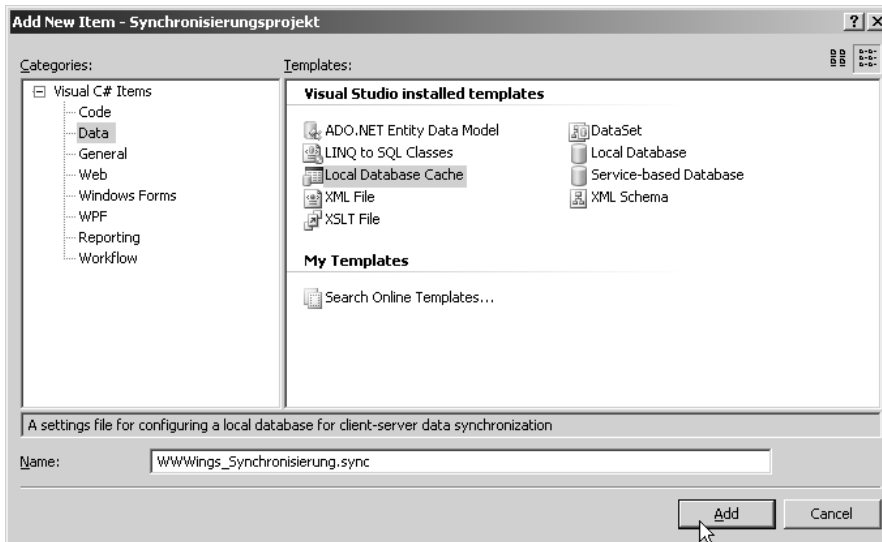 Add New Item - Synchronisierungsprojekt
Categories:
Templates:
Visual C# Items
Code
Data
General
Web
Windows Forms
WPF
Reporting
Workflow
Visual Studio installed templates
ADO.NET Entity Data Model
DataSet
LINQ to SQL Classes
Local Database
Local Database Cache
Service-based Database
XML File
XML Schema
XSLT File
My Templates
Search Online Templates...
A settings file for configuring a local database for client-server data synchronization
Name:
WWWings_Synchronisierung.sync
Add
Cancel